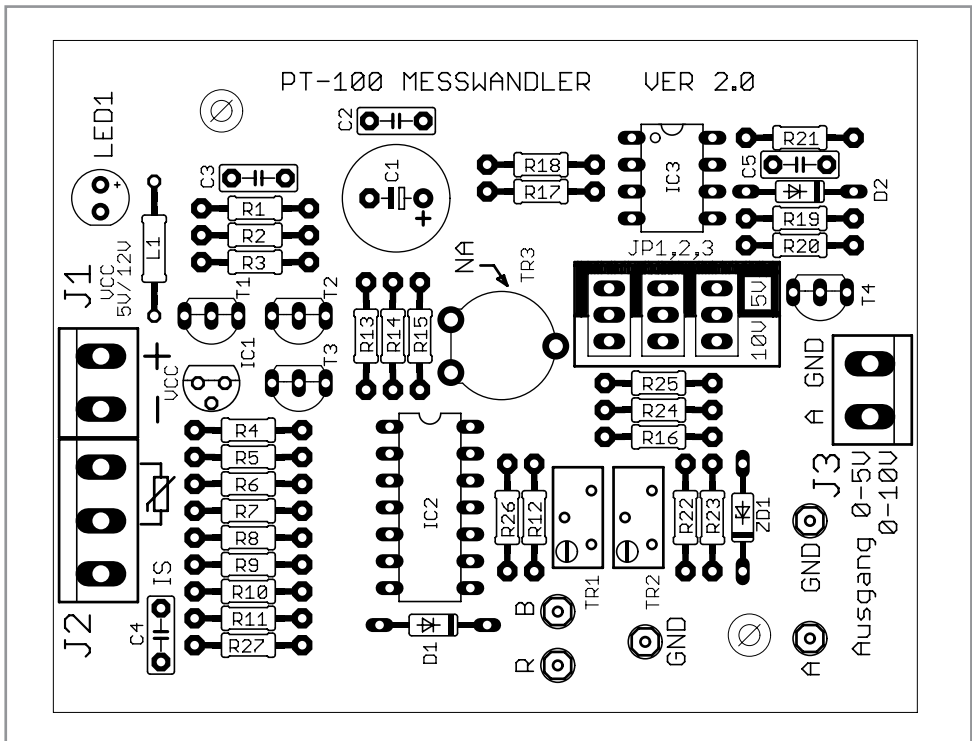 PT-100 MESSWANDLER VER 2.0
LED1
C2
C3
C1
+
+
R18
R17
IC3
R21
C5
D2
R19
R20
R1
R2
R3
L1
J1
VCC
5V/12V
T1
T2
NA
TR3
JP1,2,3
5V
10V
T4
R13
R14
R15
+
-
VCC
IC1
T3
GND
A
J3
R25
R24
R16
R4
R5
R6
R7
R8
R9
R10
R11
R27
IC2
R26
R12
TR1
TR2
R22
R23
ZD1
Ausgang 0-5V
0-10V
GND
A
IS
J2
C4
D1
B
R
GND